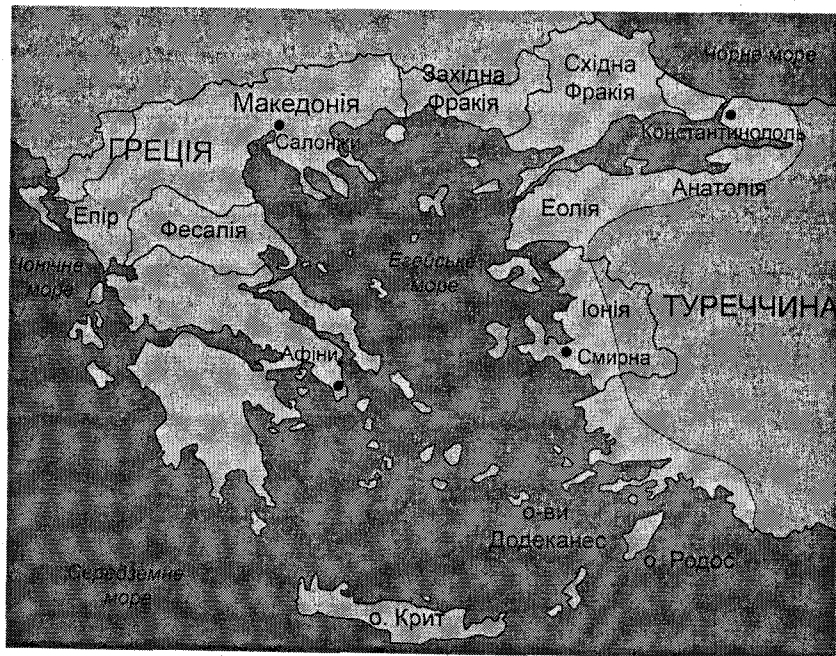 Чорне море
Західна
Фракія
Східна
Фракія
Македонія
Салоніки
Константинополь
ГРЕЦІЯ
Анатолія
Епір
Фесалія
Еолія
Іонічне
море
Егейське
море
Іонія
ТУРЕЧЧИНА
Афіни
Смирна
о-ви
Додеканес
о. Родос
Середземне
море
о. Крит